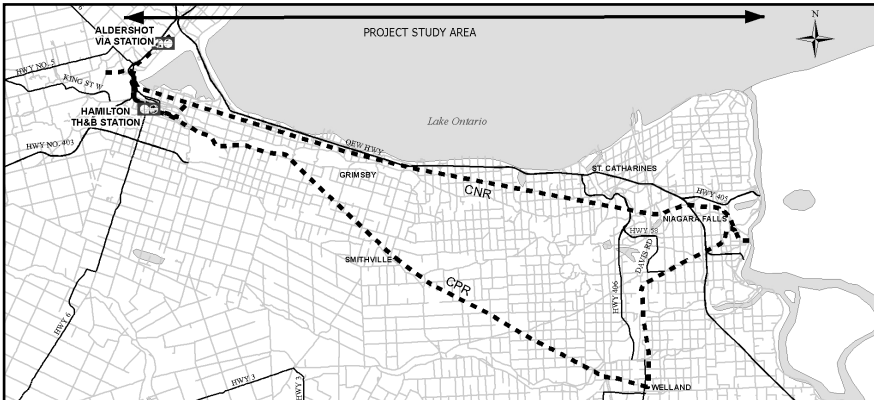 PROJECT STUDY AREA
N
ALDERSHOT
VIA STATION
HWY NO. 5
KING ST W
HAMILTON
TH&B STATION
HWY NO. 403
Lake Ontario
QEW HWY
GRIMSBY
CNR
ST. CATHARINES
HWY 405
NIAGARA FALLS
HWY 58
DAVIS RD
SMITHVILLE
CPR
HWY 406
HWY 6
HWY 3
HWY 3
WELLAND